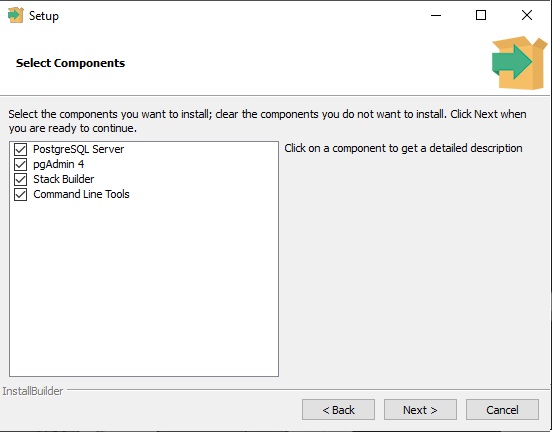 Setup
Select Components
Select the components you want to install; clear the components you do not want to install. Click Next when
you are ready to continue.
PostgreSQL Server
pgAdmin 4
Stack Builder
Command Line Tools
Click on a component to get a detailed description
InstallBuilder
< Back
Next >
Cancel